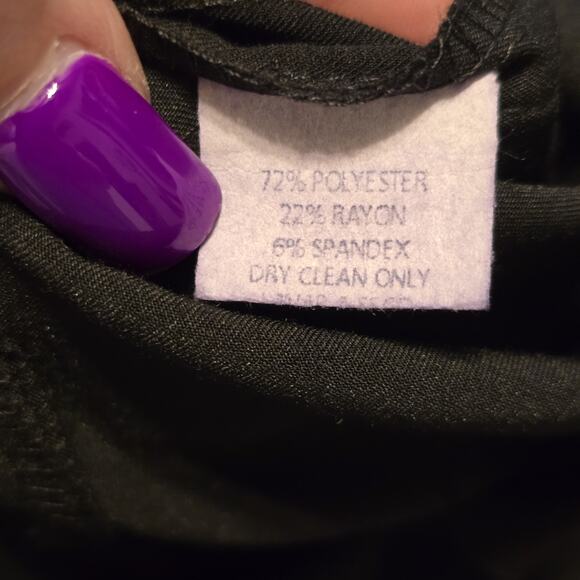 72% POLYESTER
22% RAYON
6% SPANDEX
DRY CLEAN ONLY